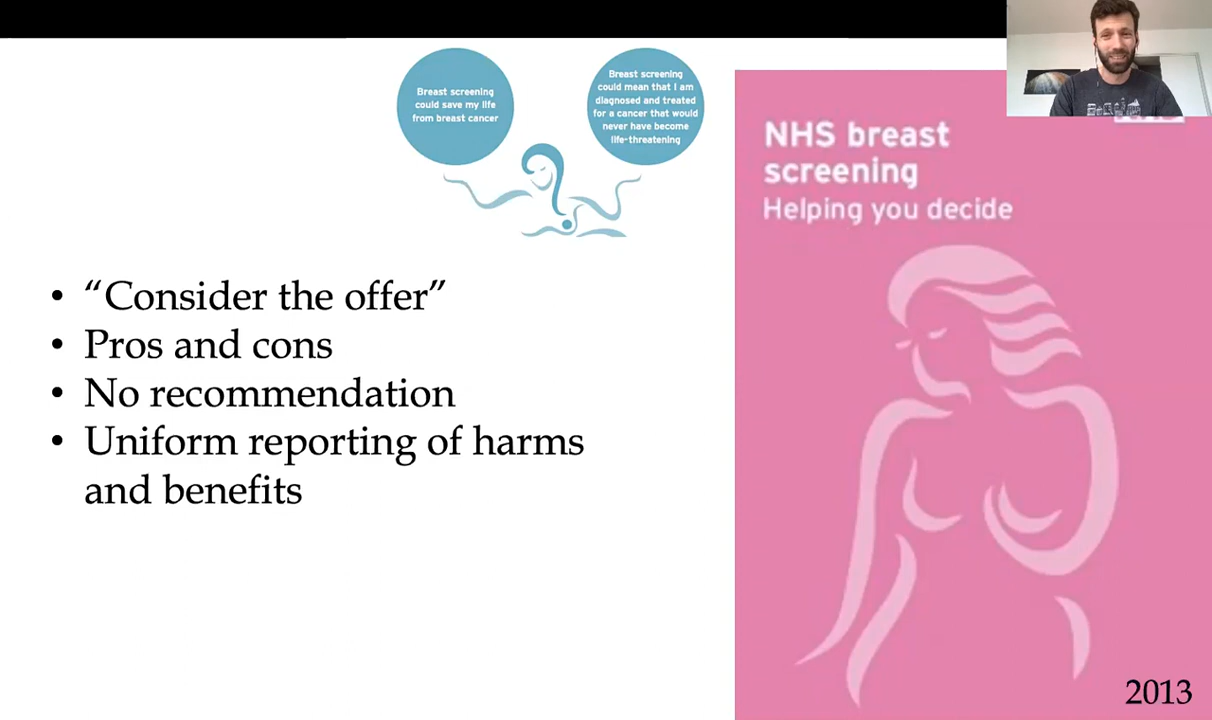 Breast screening
could save my life
from breast cancer
Breast screening
could mean that I am
diagnosed and treated
for a cancer that would
never have become
life-threatening
NHS breast
screening
Helping you decide
• “Consider the offer”
• Pros and cons
• No recommendation
• Uniform reporting of harms
and benefits
2013